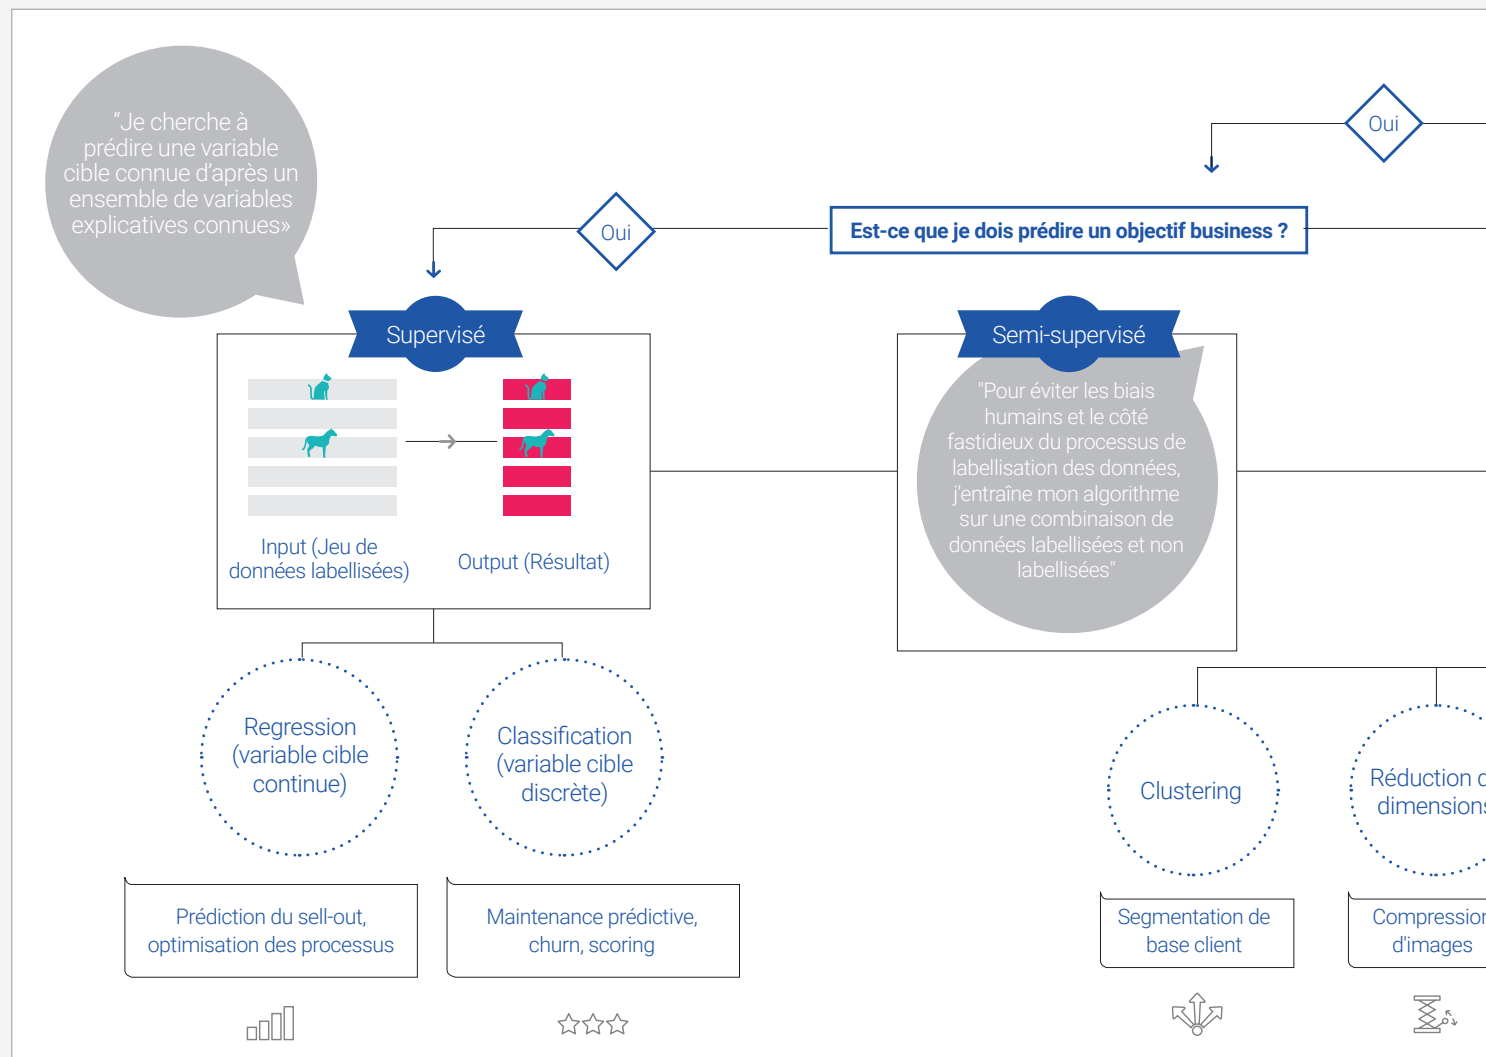 “Je cherche à
prédire une variable
cible connue d’après un
ensemble de variables
explicatives connues»
Oui
Oui
Est-ce que je dois prédire un objectif business ?
Supervisé
Input (Jeu de
données labellisées)
Output (Résultat)
Semi-supervisé
"Pour éviter les biais
humains et le côté
fastidieux du processus de
labellisation des données,
j'entraîne mon algorithme
sur une combinaison de
données labellisées et non
labellisées"
Regression
(variable cible
continue)
Classification
(variable cible
discrète)
Clustering
Réduction
dimensions
Prédiction du sell-out,
optimisation des processus
Maintenance prédictive,
churn, scoring
Segmentation de
base client
Compression
d'images